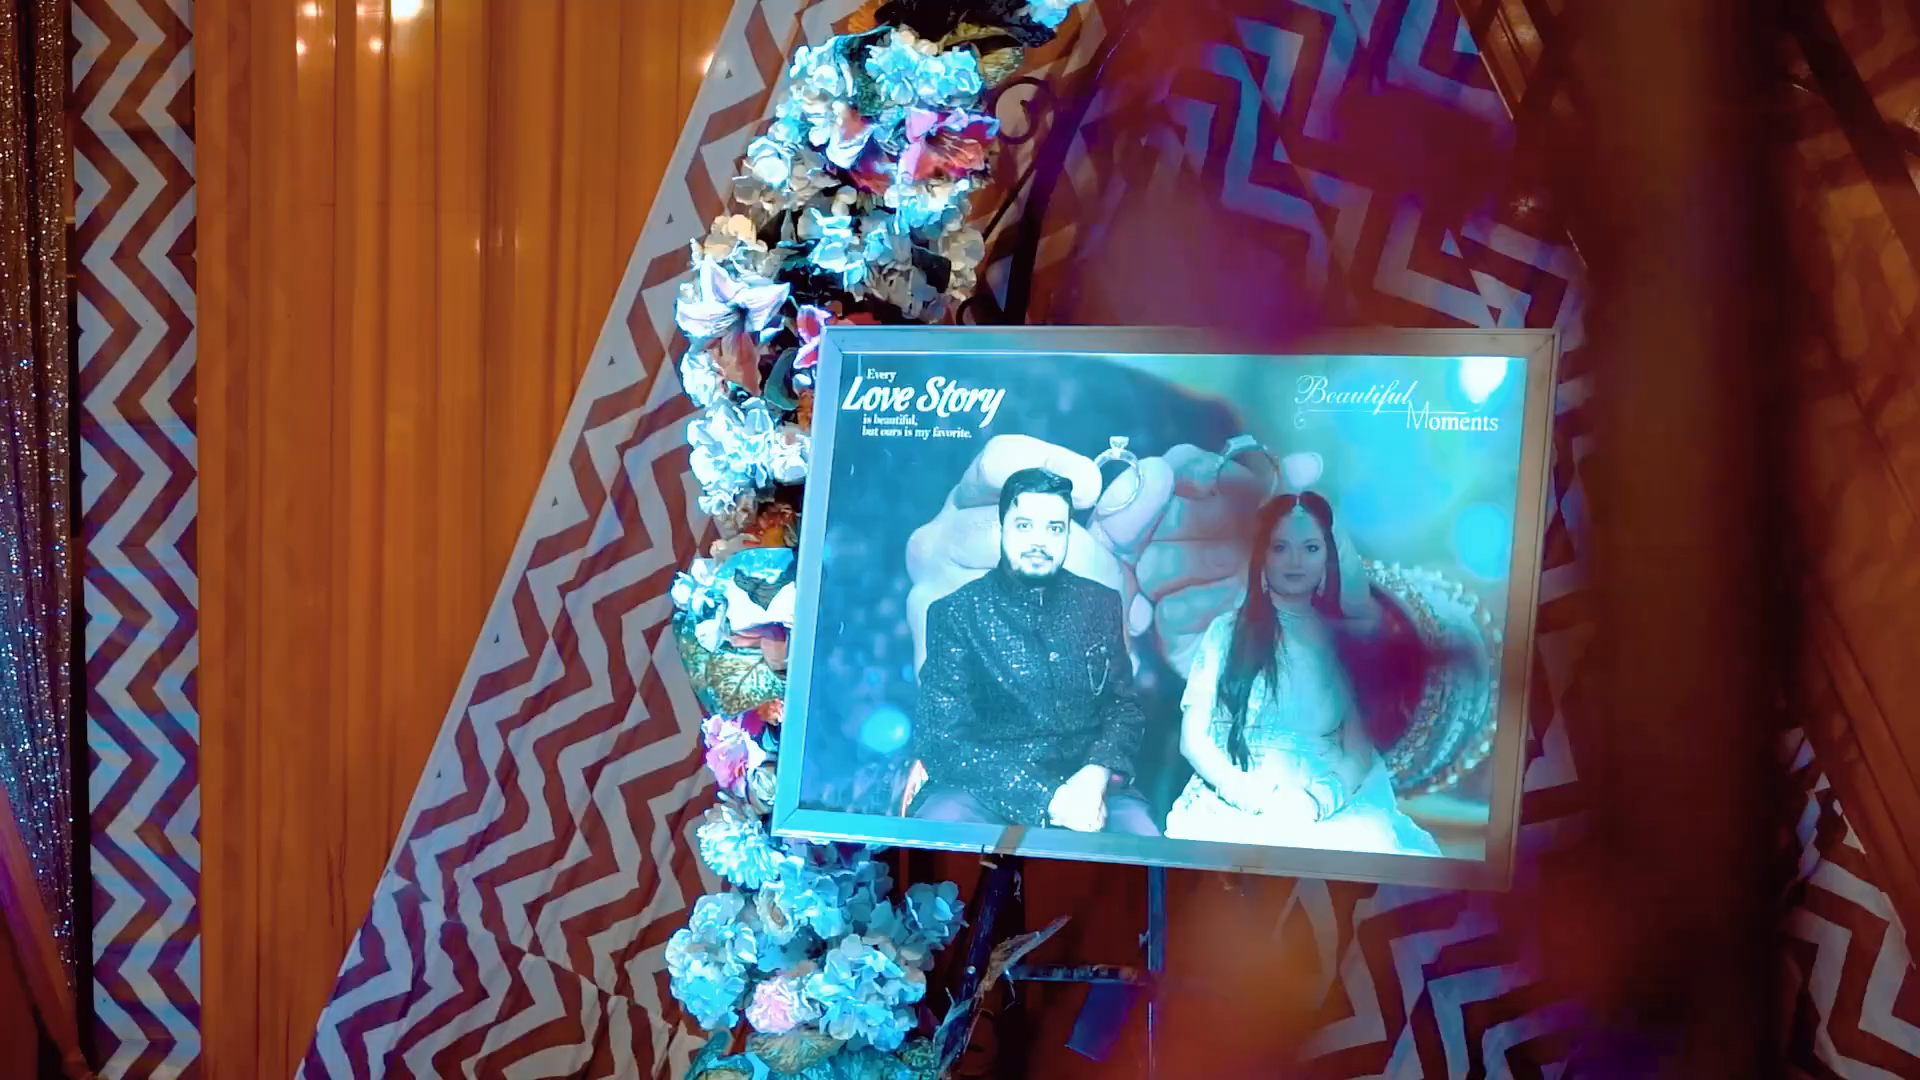 Every
Love Story
is beautiful,
but ours is my favorite.
Beautiful
Moments